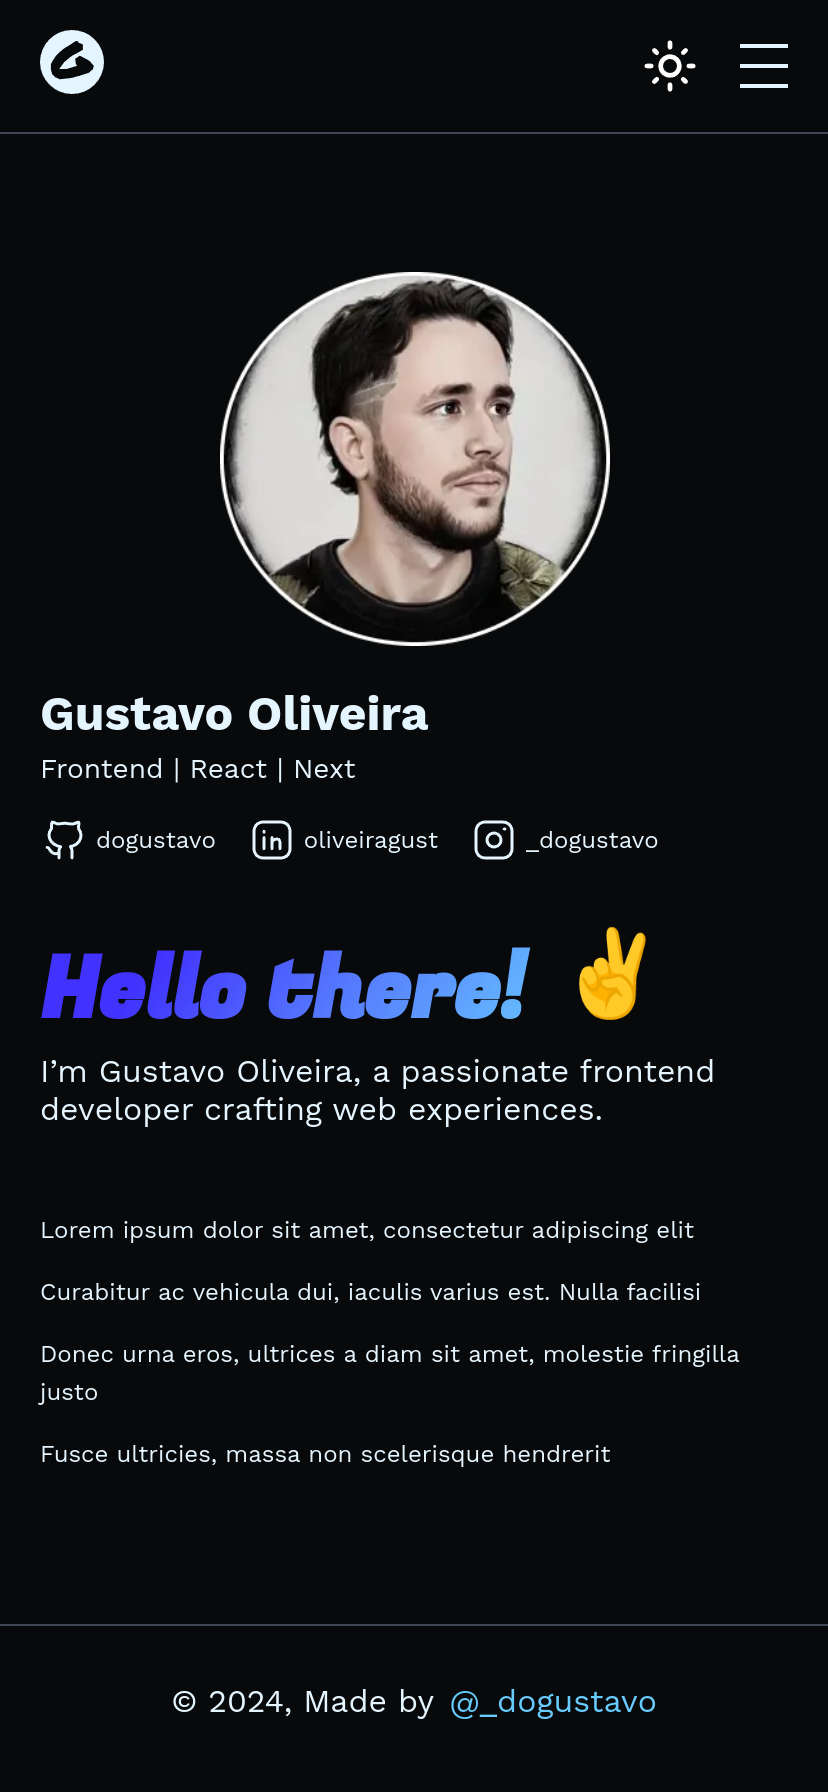 Gustavo Oliveira
Frontend | React | Next
dogustavo oliveiragust _dogustavo
Hello there! ✌️
I’m Gustavo Oliveira, a passionate frontend
developer crafting web experiences.
Lorem ipsum dolor sit amet, consectetur adipiscing elit
Curabitur ac vehicula dui, iaculis varius est. Nulla facilisi
Donec urna eros, ultrices a diam sit amet, molestie fringilla
justo
Fusce ultricies, massa non scelerisque hendrerit
© 2024, Made by @_dogustavo